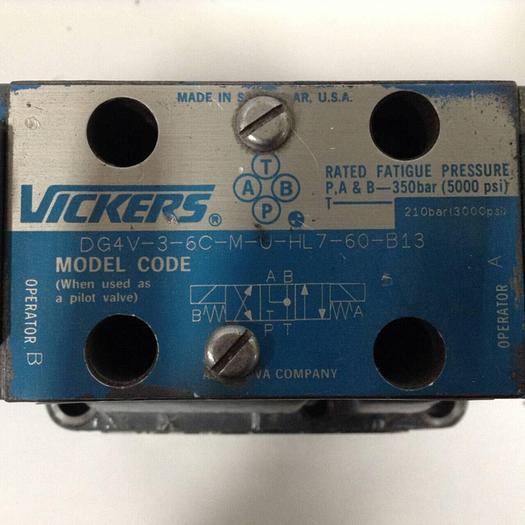 MADE IN S AR, U.S.A.
T
A B
P
VICKERS®
RATED FATIGUE PRESSURE
P,A & B—350bar (5000 psi)
T—— 210bar(3000psi)
DG4V-3-6C-M-U-HL7-60-B13
MODEL CODE
(When used as
a pilot valve)
OPERATOR B
A B
B A
T
P T
OPERATOR A
COMPANY